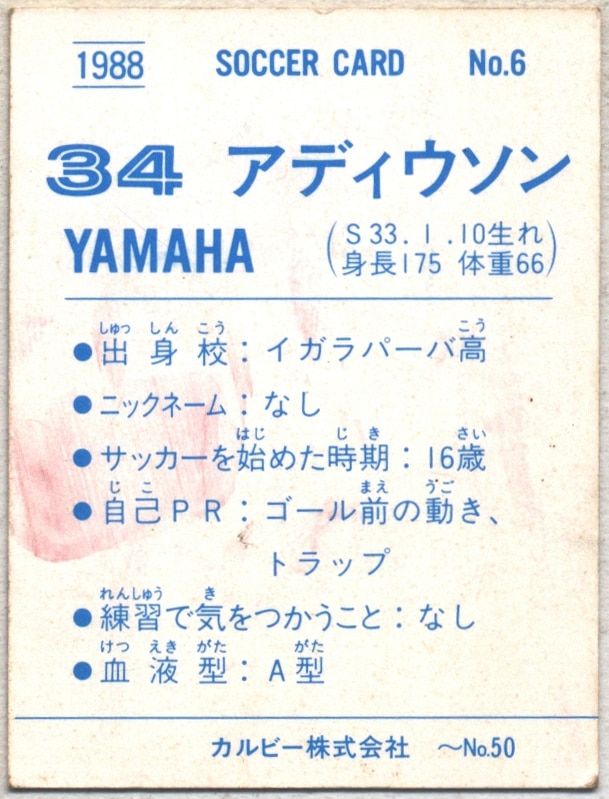 1988 SOCCER CARD No.6
34 アディウソン
YAMAHA (S33.1.10生れ
身長175 体重66)
しゅっ しん こう こう
●出身校:イガラパーバ高
●ニックネーム:なし
はじ じ き さい
●サッカーを始めた時期:16歳
じ こ まえ うご
●自己PR:ゴール前の動き、
トラップ
れんしゅう き
●練習で気をつかうこと:なし
けつ えき がた がた
●血液型:A型
カルビー株式会社 〜No.50